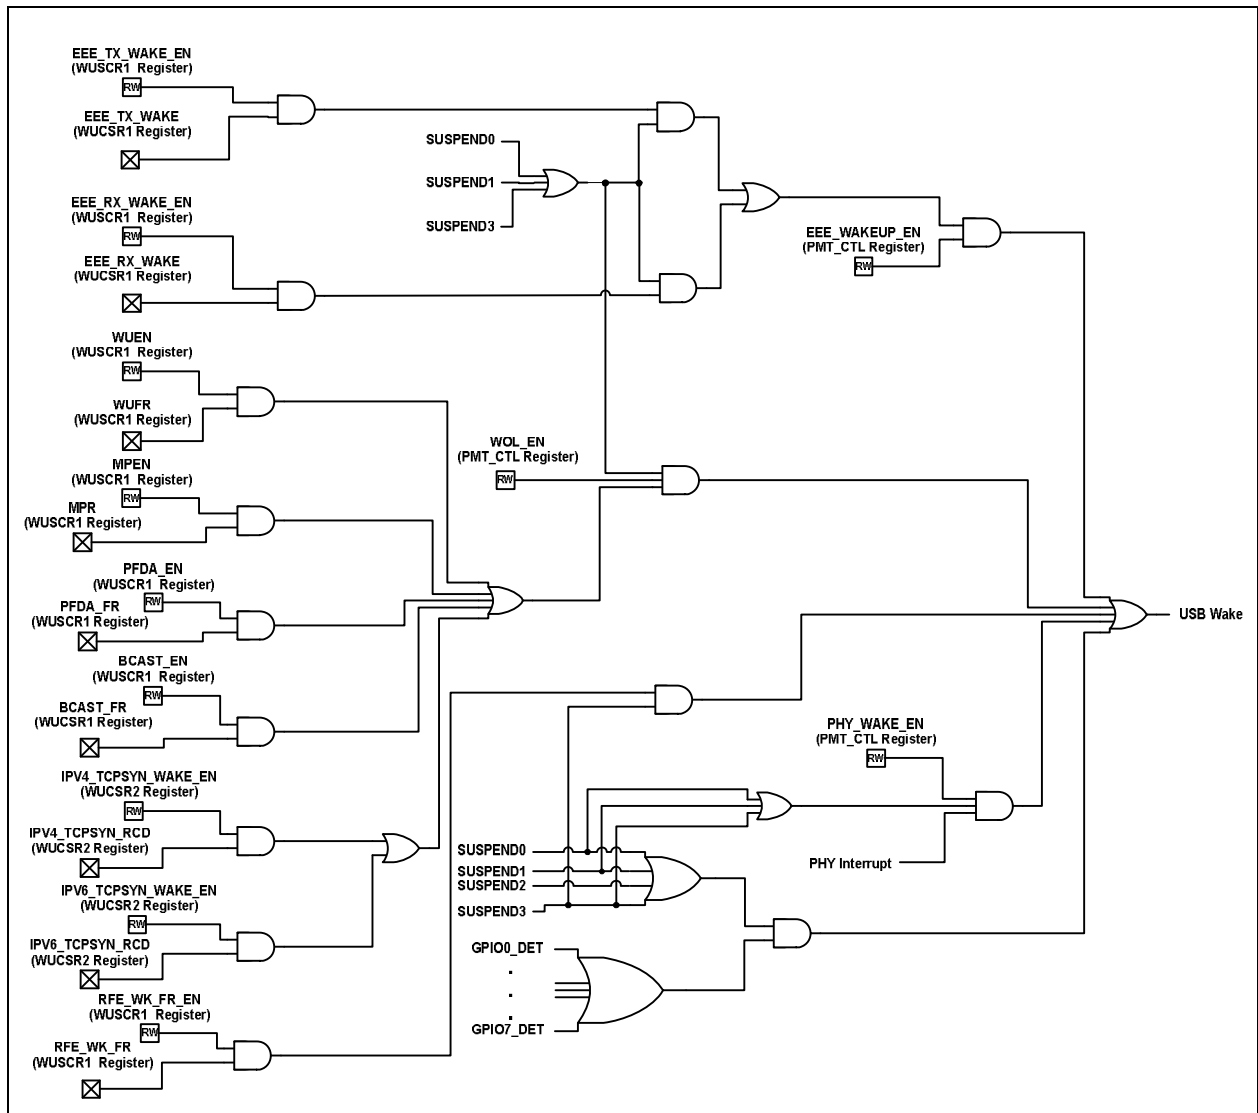 EEE_TX_WAKE_EN
(WUSCR1 Register)
RW
EEE_TX_WAKE
(WUCSR1 Register)
SUSPEND0
SUSPEND1
SUSPEND3
EEE_RX_WAKE_EN
(WUSCR1 Register)
RW
EEE_RX_WAKE
(WUCSR1 Register)
EEE_WAKEUP_EN
(PMT_CTL Register)
RW
WUEN
(WUSCR1 Register)
RW
WUFR
(WUSCR1 Register)
WOL_EN
(PMT_CTL Register)
RW
MPEN
(WUSCR1 Register)
RW
MPR
(WUSCR1 Register)
PFDA_EN
(WUSCR1 Register)
RW
PFDA_FR
(WUSCR1 Register)
USB Wake
BCAST_EN
(WUSCR1 Register)
RW
BCAST_FR
(WUCSR1 Register)
PHY_WAKE_EN
(PMT_CTL Register)
RW
IPV4_TCPSYN_WAKE_EN
(WUCSR2 Register)
RW
IPV4_TCPSYN_RCD
(WUCSR2 Register)
SUSPEND0
SUSPEND1
SUSPEND2
SUSPEND3
PHY Interrupt
IPV6_TCPSYN_WAKE_EN
(WUCSR2 Register)
RW
IPV6_TCPSYN_RCD
(WUCSR2 Register)
GPIO0_DET
.
.
.
GPIO7_DET
RFE_WK_FR_EN
(WUSCR1 Register)
RW
RFE_WK_FR
(WUSCR1 Register)